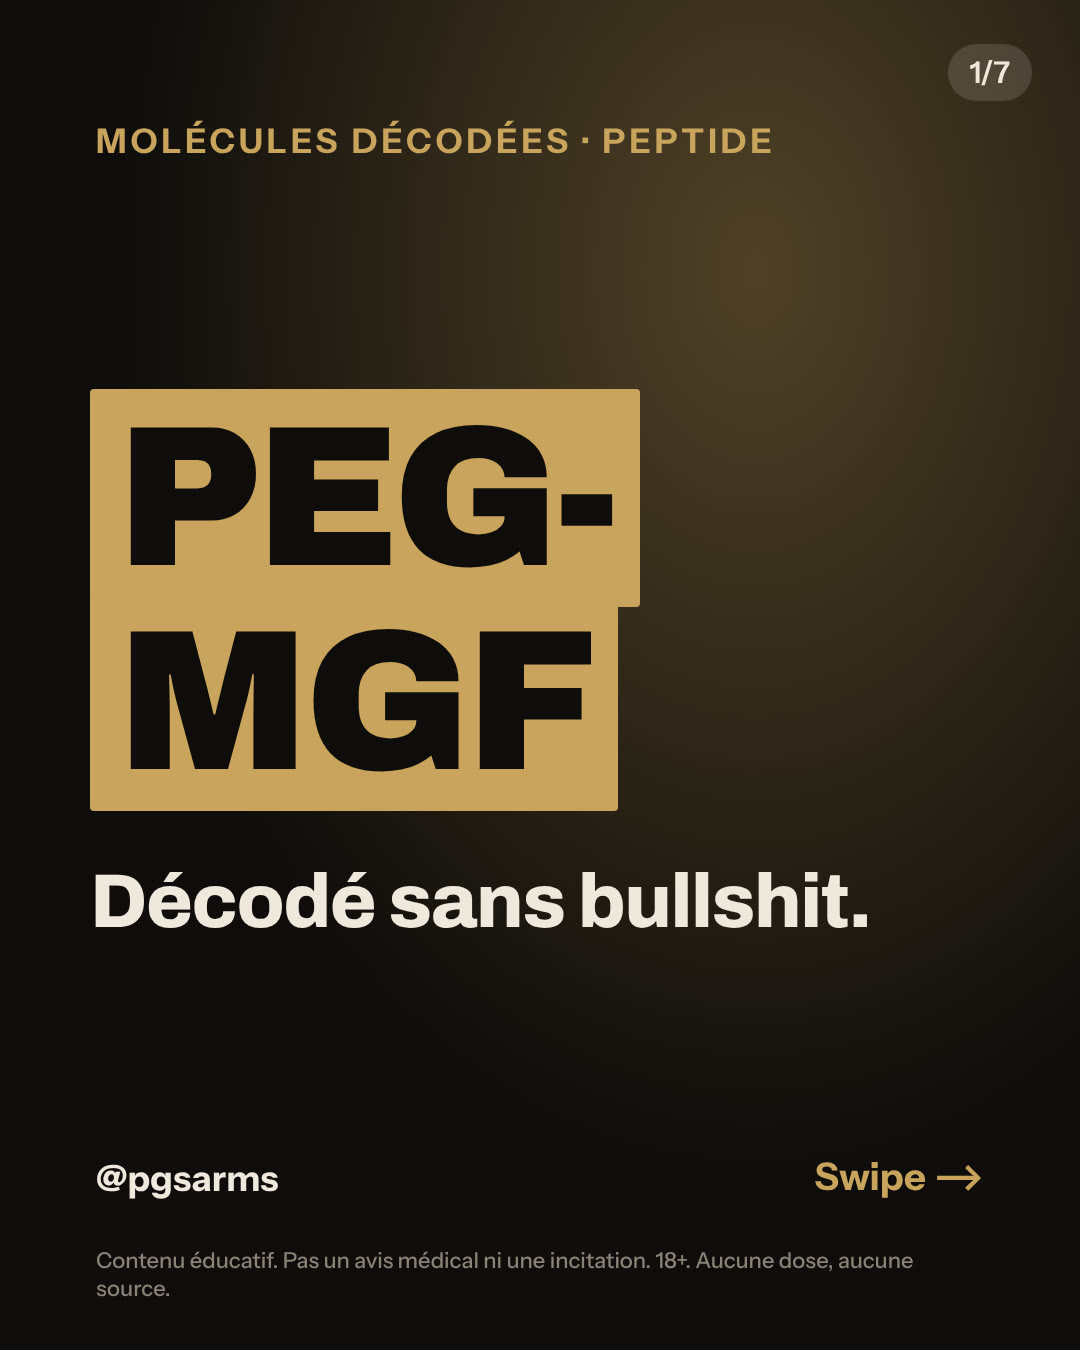 1/7
MOLÉCULES DÉCODÉES · PEPTIDE
PEG-
MGF
Décodé sans bullshit.
@pgsarms
Swipe →
Contenu éducatif. Pas un avis médical ni une incitation. 18+. Aucune dose, aucune
source.